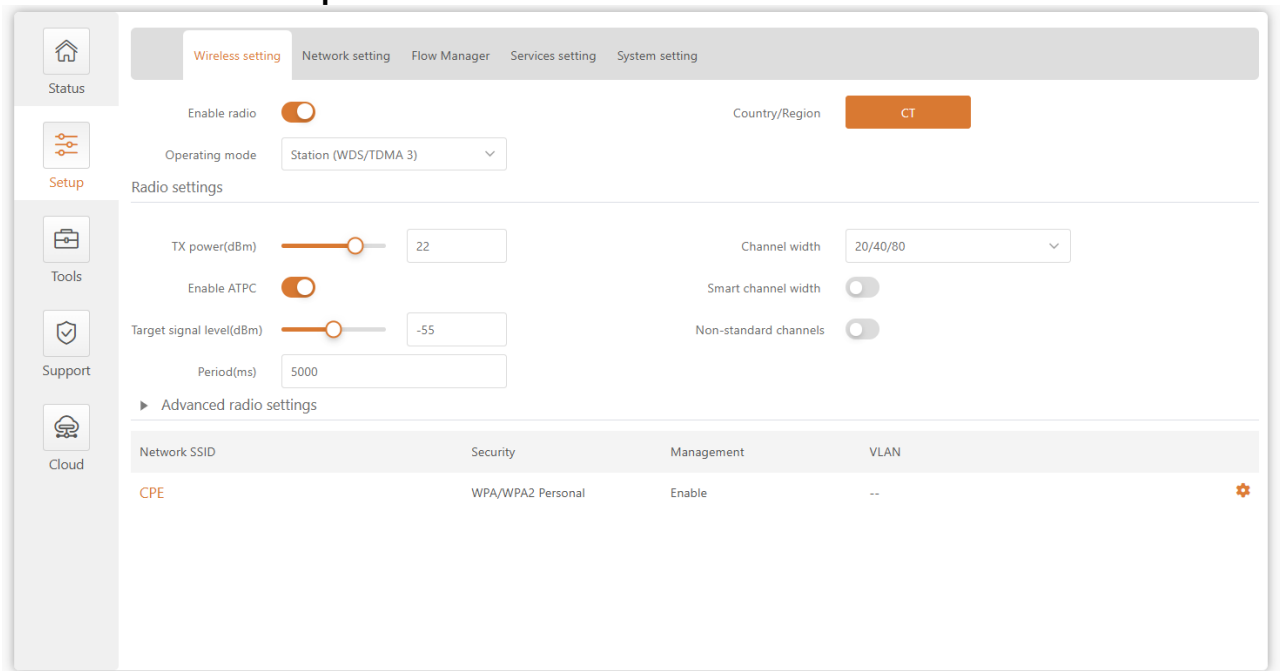 Status
Setup
Tools
Support
Cloud
Wireless setting Network setting Flow Manager Services setting System setting
Enable radio Country/Region CT
Operating mode Station (WDS/TDMA 3)
Radio settings
TX power(dBm) 22 Channel width 20/40/80
Enable ATPC Smart channel width
Target signal level(dBm) -55 Non-standard channels
Period(ms) 5000
Advanced radio settings
Network SSID Security Management VLAN
CPE WPA/WPA2 Personal Enable --